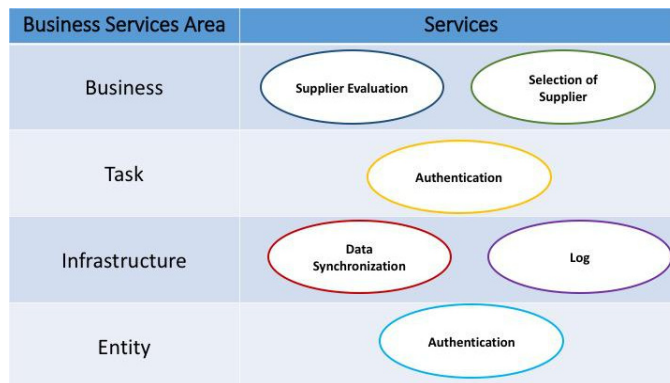 Business Services Area
Services
Business
Supplier Evaluation
Selection of
Supplier
Task
Authentication
Infrastructure
Data
Synchronization
Log
Entity
Authentication